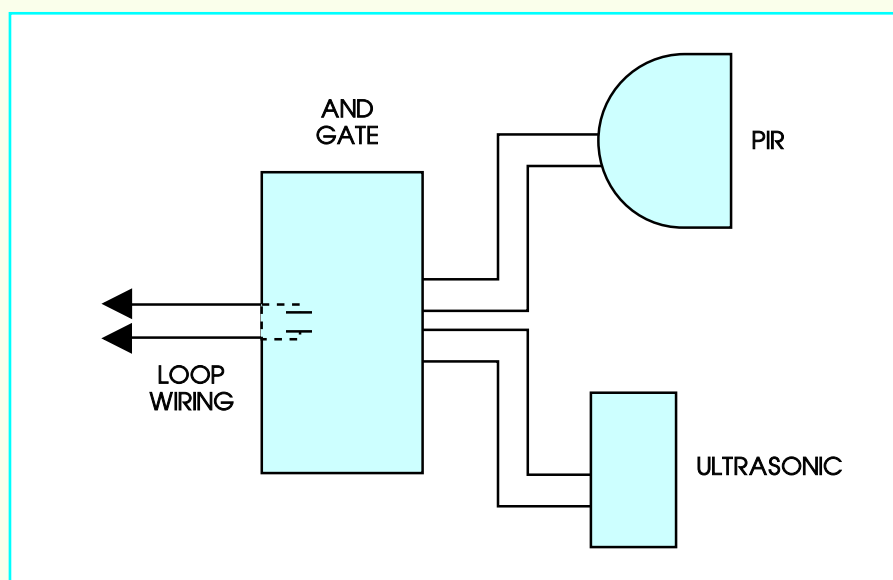 AND
GATE
PIR
LOOP
WIRING
ULTRASONIC